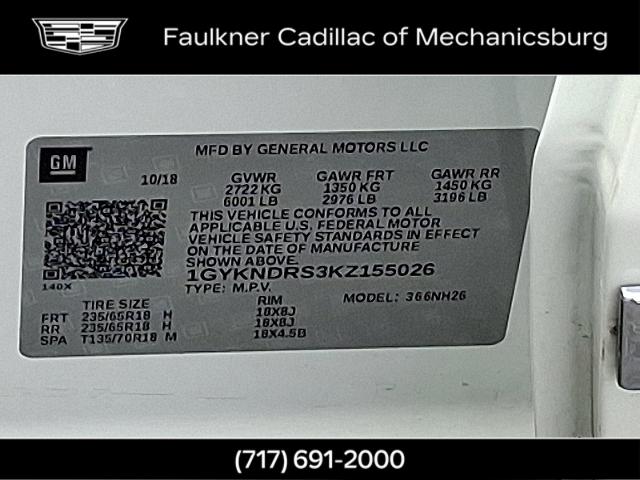 Faulkner Cadillac of Mechanicsburg
GM
MFD BY GENERAL MOTORS LLC
10/18 GVWR GAWR FRT GAWR RR
2722 KG 1350 KG 1450 KG
6001 LB 2976 LB 3196 LB
THIS VEHICLE CONFORMS TO ALL
APPLICABLE U.S. FEDERAL MOTOR
VEHICLE SAFETY STANDARDS IN EFFECT
ON THE DATE OF MANUFACTURE
SHOWN ABOVE.
1GYKNDRS3KZ155026
140X
TYPE: M.P.V. MODEL: 366NH26
TIRE SIZE RIM
FRT 235/65R18 H 18X8J
RR 235/65R18 H 18X8J
SPA T135/70R18 M 18X4.5B
(717) 691-2000